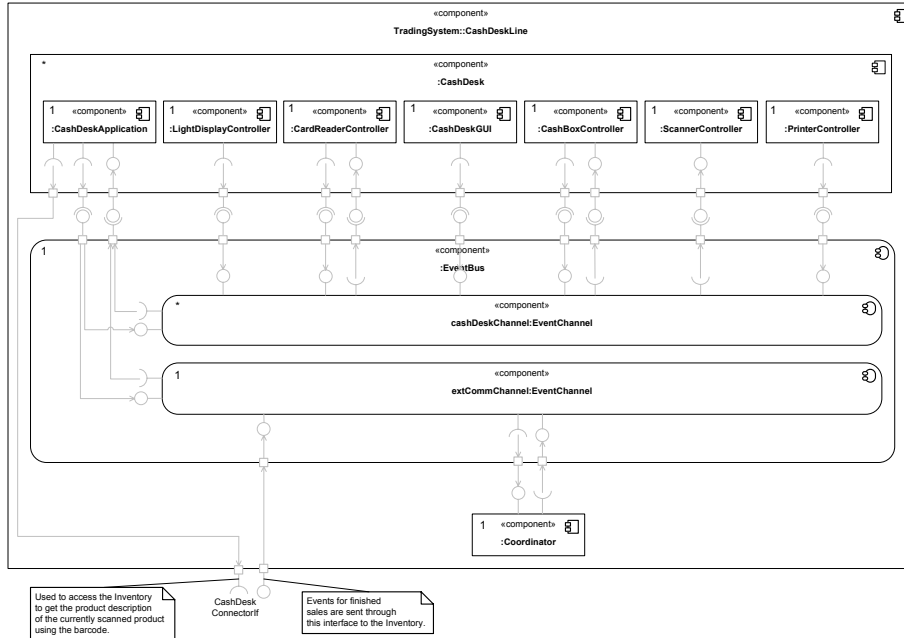 «component»
TradingSystem::CashDeskLine
*
«component»
:CashDesk
1 «component»
:CashDeskApplication
1 «component»
:LightDisplayController
1 «component»
:CardReaderController
1 «component»
:CashDeskGUI
1 «component»
:CashBoxController
1 «component»
:ScannerController
1 «component»
:PrinterController
1
«component»
:EventBus
*
«component»
cashDeskChannel:EventChannel
1
«component»
extCommChannel:EventChannel
1 «component»
:Coordinator
Used to access the Inventory
to get the product description
of the currently scanned product
using the barcode.
CashDesk
ConnectorIf
Events for finished
sales are sent through
this interface to the Inventory.